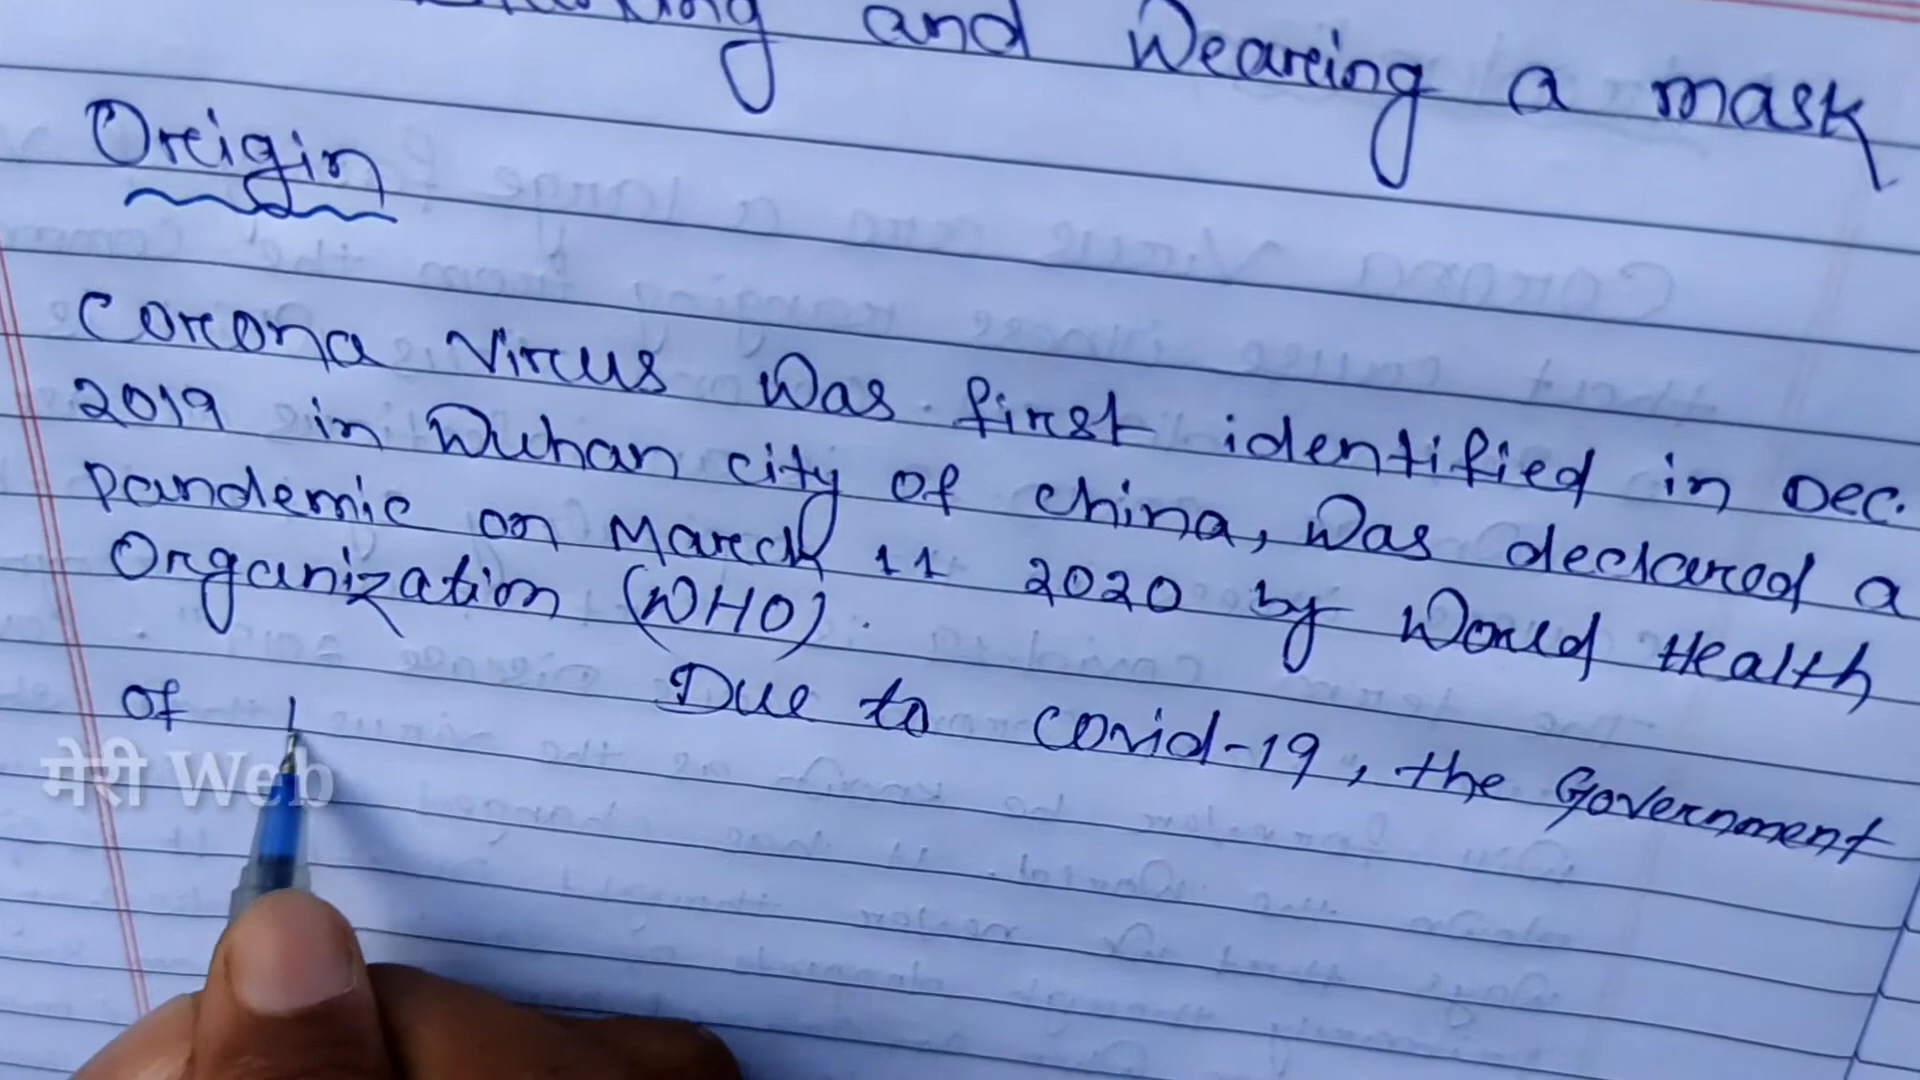 and Wearing a mask
Origin
Corona Virus Was first identified in Dec.
2019 in Wuhan city of china, Was declared a
pandemic on March 11 2020 by World Health
Organization (WHO).
Due to covid-19, the Government
of
मेरी Web